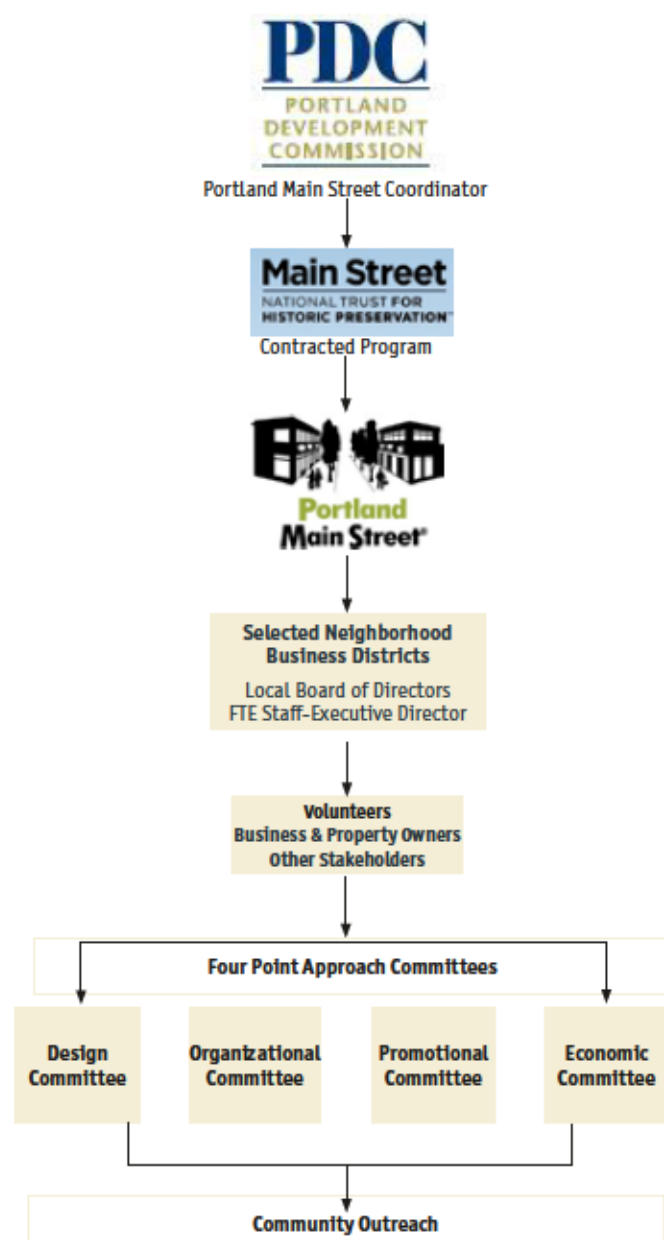 PDC
PORTLAND
DEVELOPMENT
COMMISSION
Portland Main Street Coordinator
Main Street
NATIONAL TRUST FOR
HISTORIC PRESERVATION™
Contracted Program
Portland
Main Street®
Selected Neighborhood
Business Districts
Local Board of Directors
FTE Staff-Executive Director
Volunteers
Business & Property Owners
Other Stakeholders
Four Point Approach Committees
Design
Committee
Organizational
Committee
Promotional
Committee
Economic
Committee
Community Outreach